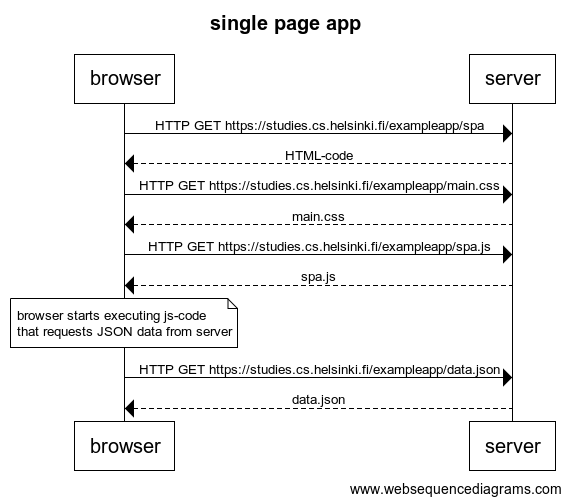 single page app
browser
server
HTTP GET https://studies.cs.helsinki.fi/exampleapp/spa
HTML-code
HTTP GET https://studies.cs.helsinki.fi/exampleapp/main.css
main.css
HTTP GET https://studies.cs.helsinki.fi/exampleapp/spa.js
spa.js
browser starts executing js-code
that requests JSON data from server
HTTP GET https://studies.cs.helsinki.fi/exampleapp/data.json
data.json
browser
server
www.websequencediagrams.com